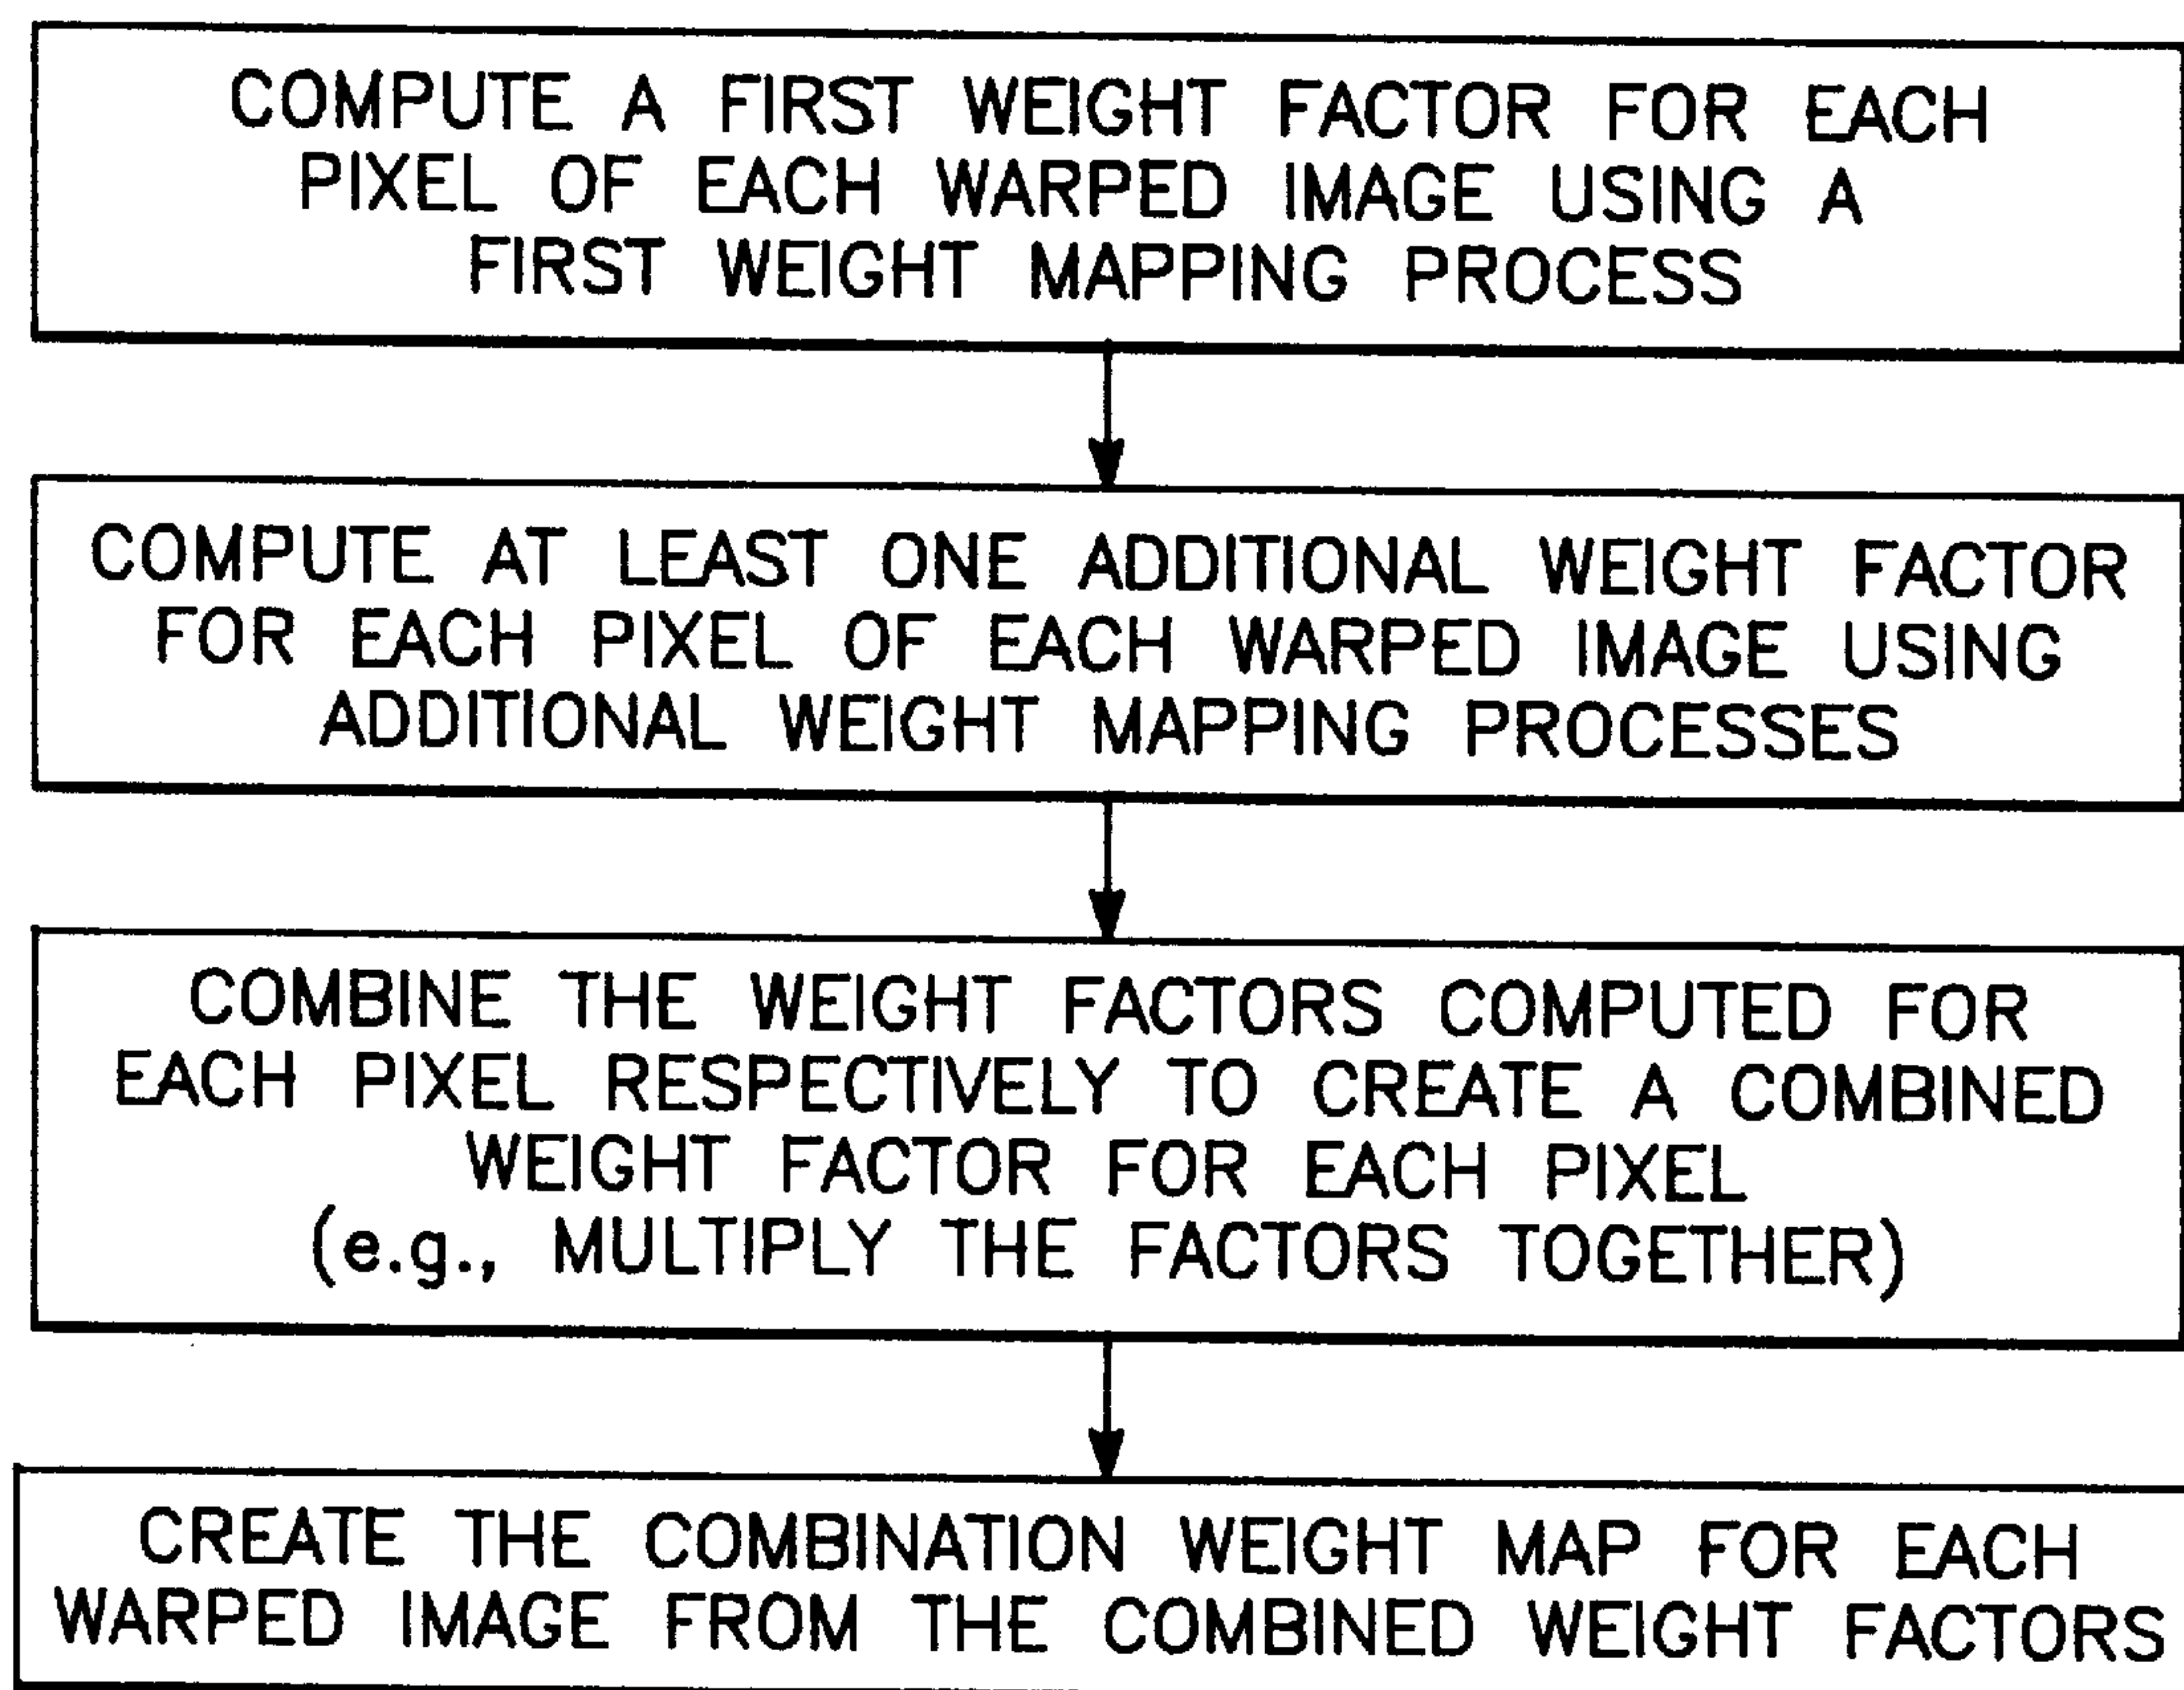 COMPUTE A FIRST WEIGHT FACTOR FOR EACH
PIXEL OF EACH WARPED IMAGE USING A
FIRST WEIGHT MAPPING PROCESS
COMPUTE AT LEAST ONE ADDITIONAL WEIGHT FACTOR
FOR EACH PIXEL OF EACH WARPED IMAGE USING
ADDITIONAL WEIGHT MAPPING PROCESSES
COMBINE THE WEIGHT FACTORS COMPUTED FOR
EACH PIXEL RESPECTIVELY TO CREATE A COMBINED
WEIGHT FACTOR FOR EACH PIXEL
(e.g., MULTIPLY THE FACTORS TOGETHER)
CREATE THE COMBINATION WEIGHT MAP FOR EACH
WARPED IMAGE FROM THE COMBINED WEIGHT FACTORS